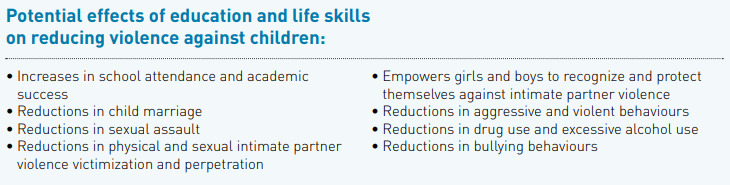 Potential effects of education and life skills
on reducing violence against children:
• Increases in school attendance and academic
success
• Reductions in child marriage
• Reductions in sexual assault
• Reductions in physical and sexual intimate partner
violence victimization and perpetration
• Empowers girls and boys to recognize and protect
themselves against intimate partner violence
• Reductions in aggressive and violent behaviours
• Reductions in drug use and excessive alcohol use
• Reductions in bullying behaviours